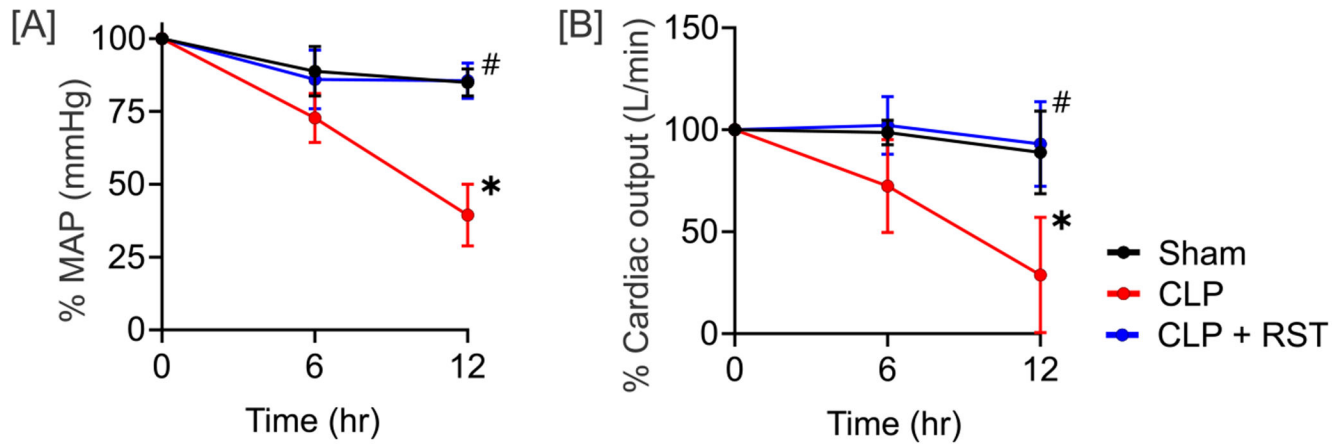 [A]
% MAP (mmHg)
100
75
50
25
0
#
*
0 6 12
Time (hr)
[B]
% Cardiac output (L/min)
150
100
50
0
#
*
0 6 12
Time (hr)
Sham
CLP
CLP + RST